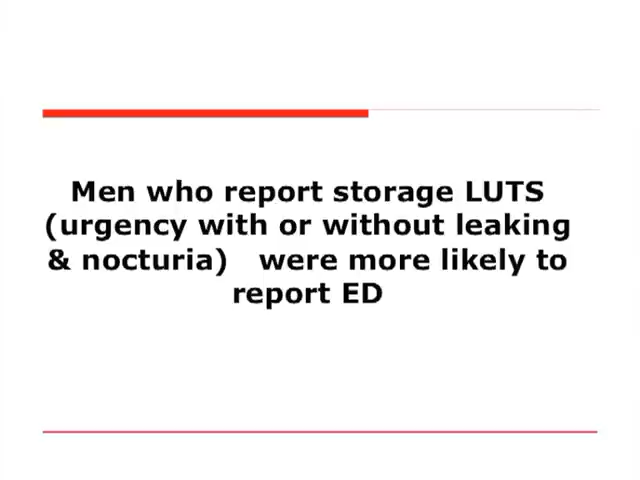 Men who report storage LUTS
(urgency with or without leaking
& nocturia) were more likely to
report ED